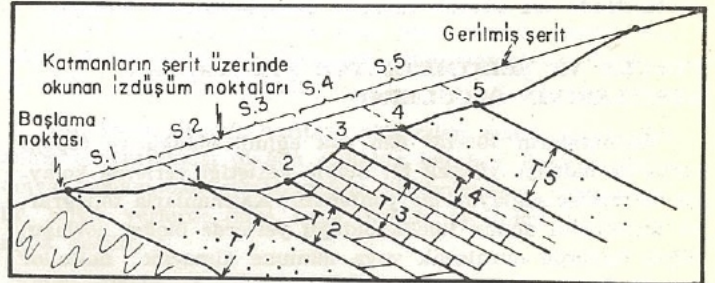 Gerilmiş şerit
Katmanların şerit üzerinde
okunan izdüşüm noktaları
Başlama
noktası
S.1
S.2
S.3
S.4
S.5
1
2
3
4
5
T1
T2
T3
T4
T5